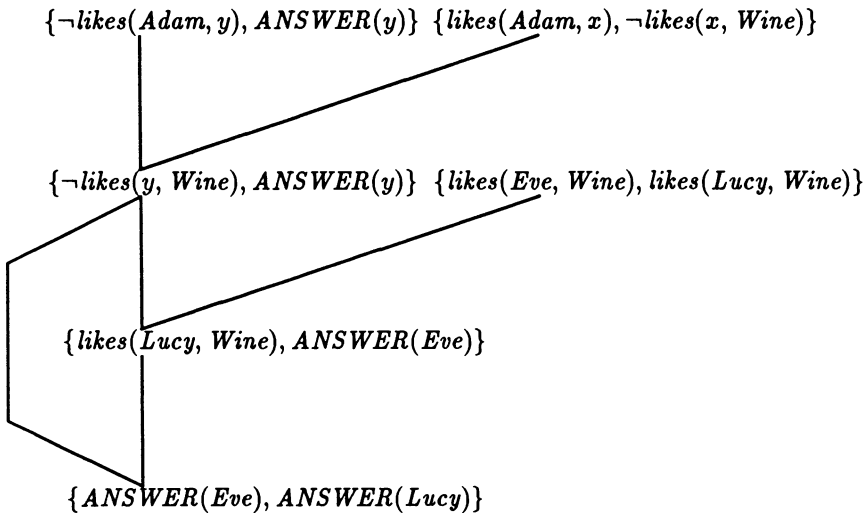 {¬likes(Adam, y), ANSWER(y)} {likes(Adam, x), ¬likes(x, Wine)}
{¬likes(y, Wine), ANSWER(y)} {likes(Eve, Wine), likes(Lucy, Wine)}
{likes(Lucy, Wine), ANSWER(Eve)}
{ANSWER(Eve), ANSWER(Lucy)}